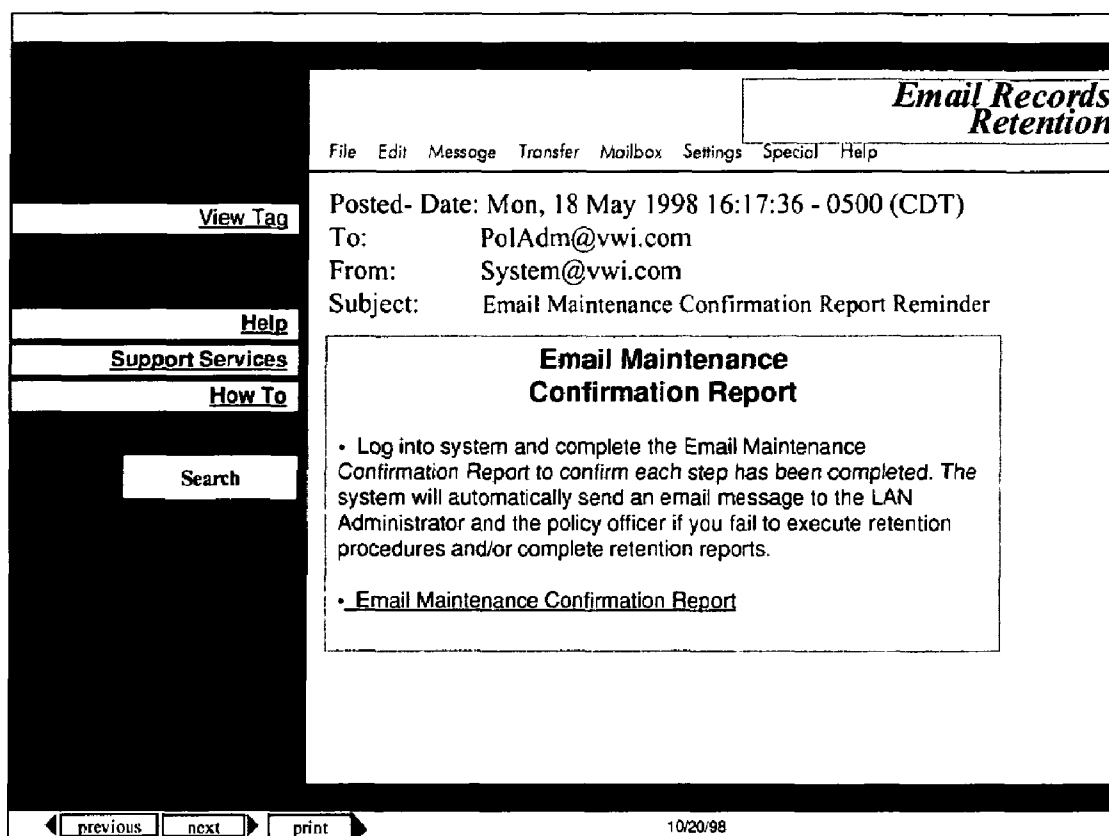 Email Records
Retention
File Edit Message Transfer Mailbox Settings Special Help
View Tag
Help
Support Services
How To
Search
Posted- Date: Mon, 18 May 1998 16:17:36 - 0500 (CDT)
To: PolAdm@vwi.com
From: System@vwi.com
Subject: Email Maintenance Confirmation Report Reminder
Email Maintenance
Confirmation Report
• Log into system and complete the Email Maintenance
Confirmation Report to confirm each step has been completed. The
system will automatically send an email message to the LAN
Administrator and the policy officer if you fail to execute retention
procedures and/or complete retention reports.
• Email Maintenance Confirmation Report
previous next print 10/20/98